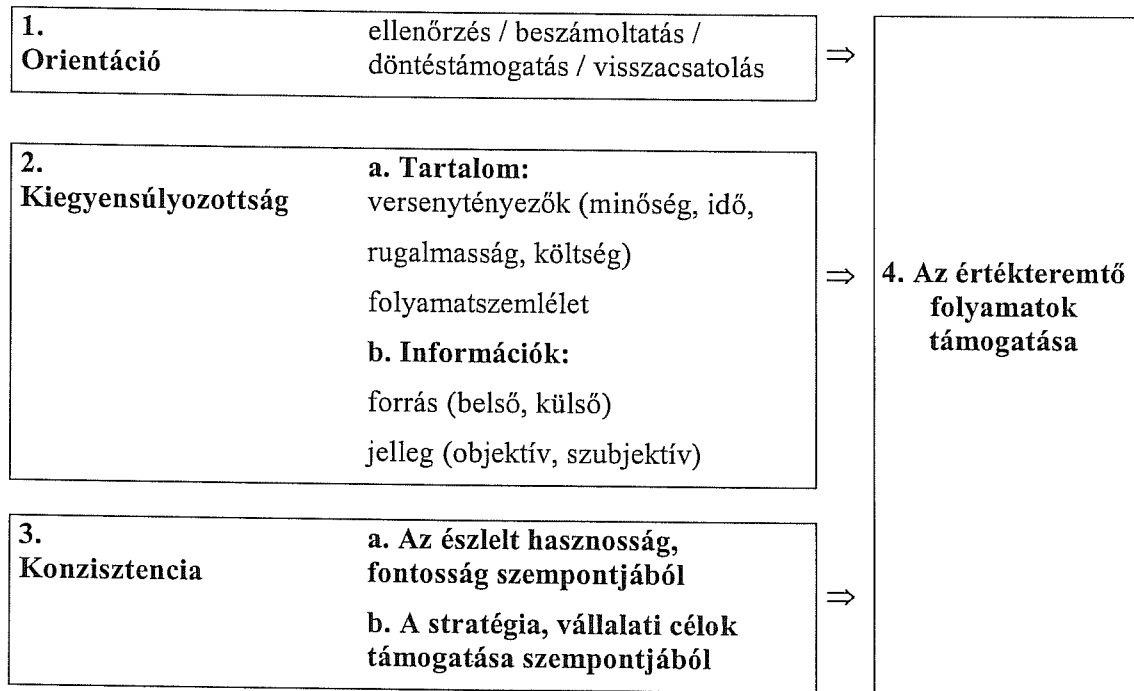 1.
Orientáció
ellenőrzés / beszámoltatás /
döntéstámogatás / visszacsatolás
⇒
2.
Kiegyensúlyozottság
a. Tartalom:
versenytényezők (minőség, idő,
rugalmasság, költség)
folyamatszemlélet
b. Információk:
forrás (belső, külső)
jelleg (objektív, szubjektív)
⇒
3.
Konzisztencia
a. Az észlelt hasznosság,
fontosság szempontjából
b. A stratégia, vállalati célok
támogatása szempontjából
⇒
4. Az értékteremtő
folyamatok
támogatása